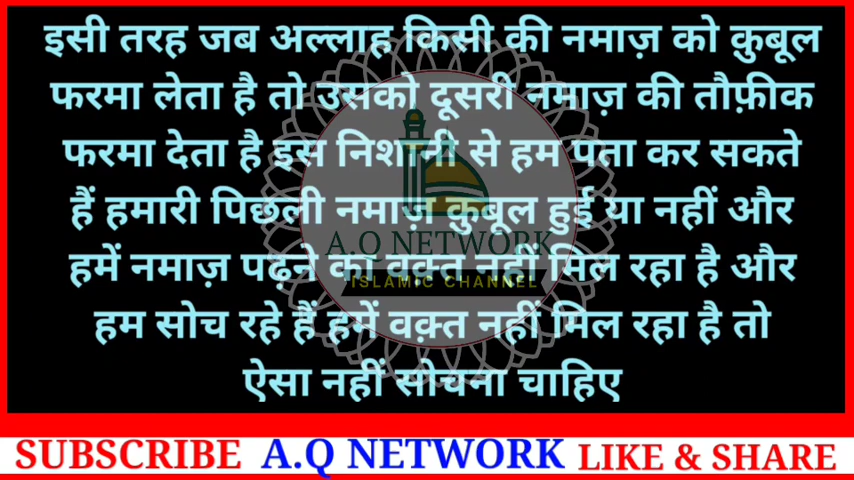 इसी तरह जब अल्लाह किसी की नमाज़ को क़ुबूल
फरमा लेता है तो उसको दूसरी नमाज़ की तौफ़ीक
फरमा देता है इस निशानी से हम पता कर सकते
हैं हमारी पिछली नमाज़ कुबूल हुई या नहीं और
हमें नमाज़ पढ़ने का वक़्त नहीं मिल रहा है और
हम सोच रहे हैं हमें वक़्त नहीं मिल रहा है तो
ऐसा नहीं सोचना चाहिए
A.Q NETWORK
ISLAMIC CHANNEL
SUBSCRIBE A.Q NETWORK LIKE & SHARE